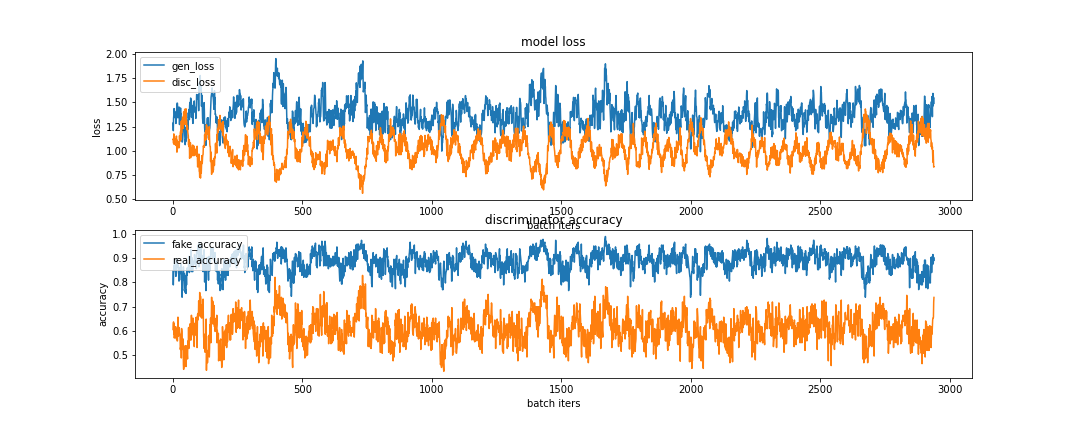 model loss
2.00
1.75
1.50
1.25
1.00
0.75
0.50
loss
gen_loss
disc_loss
0 500 1000 1500 2000 2500 3000
batch iters
discriminator accuracy
1.0
0.9
0.8
0.7
0.6
0.5
accuracy
fake_accuracy
real_accuracy
0 500 1000 1500 2000 2500 3000
batch iters